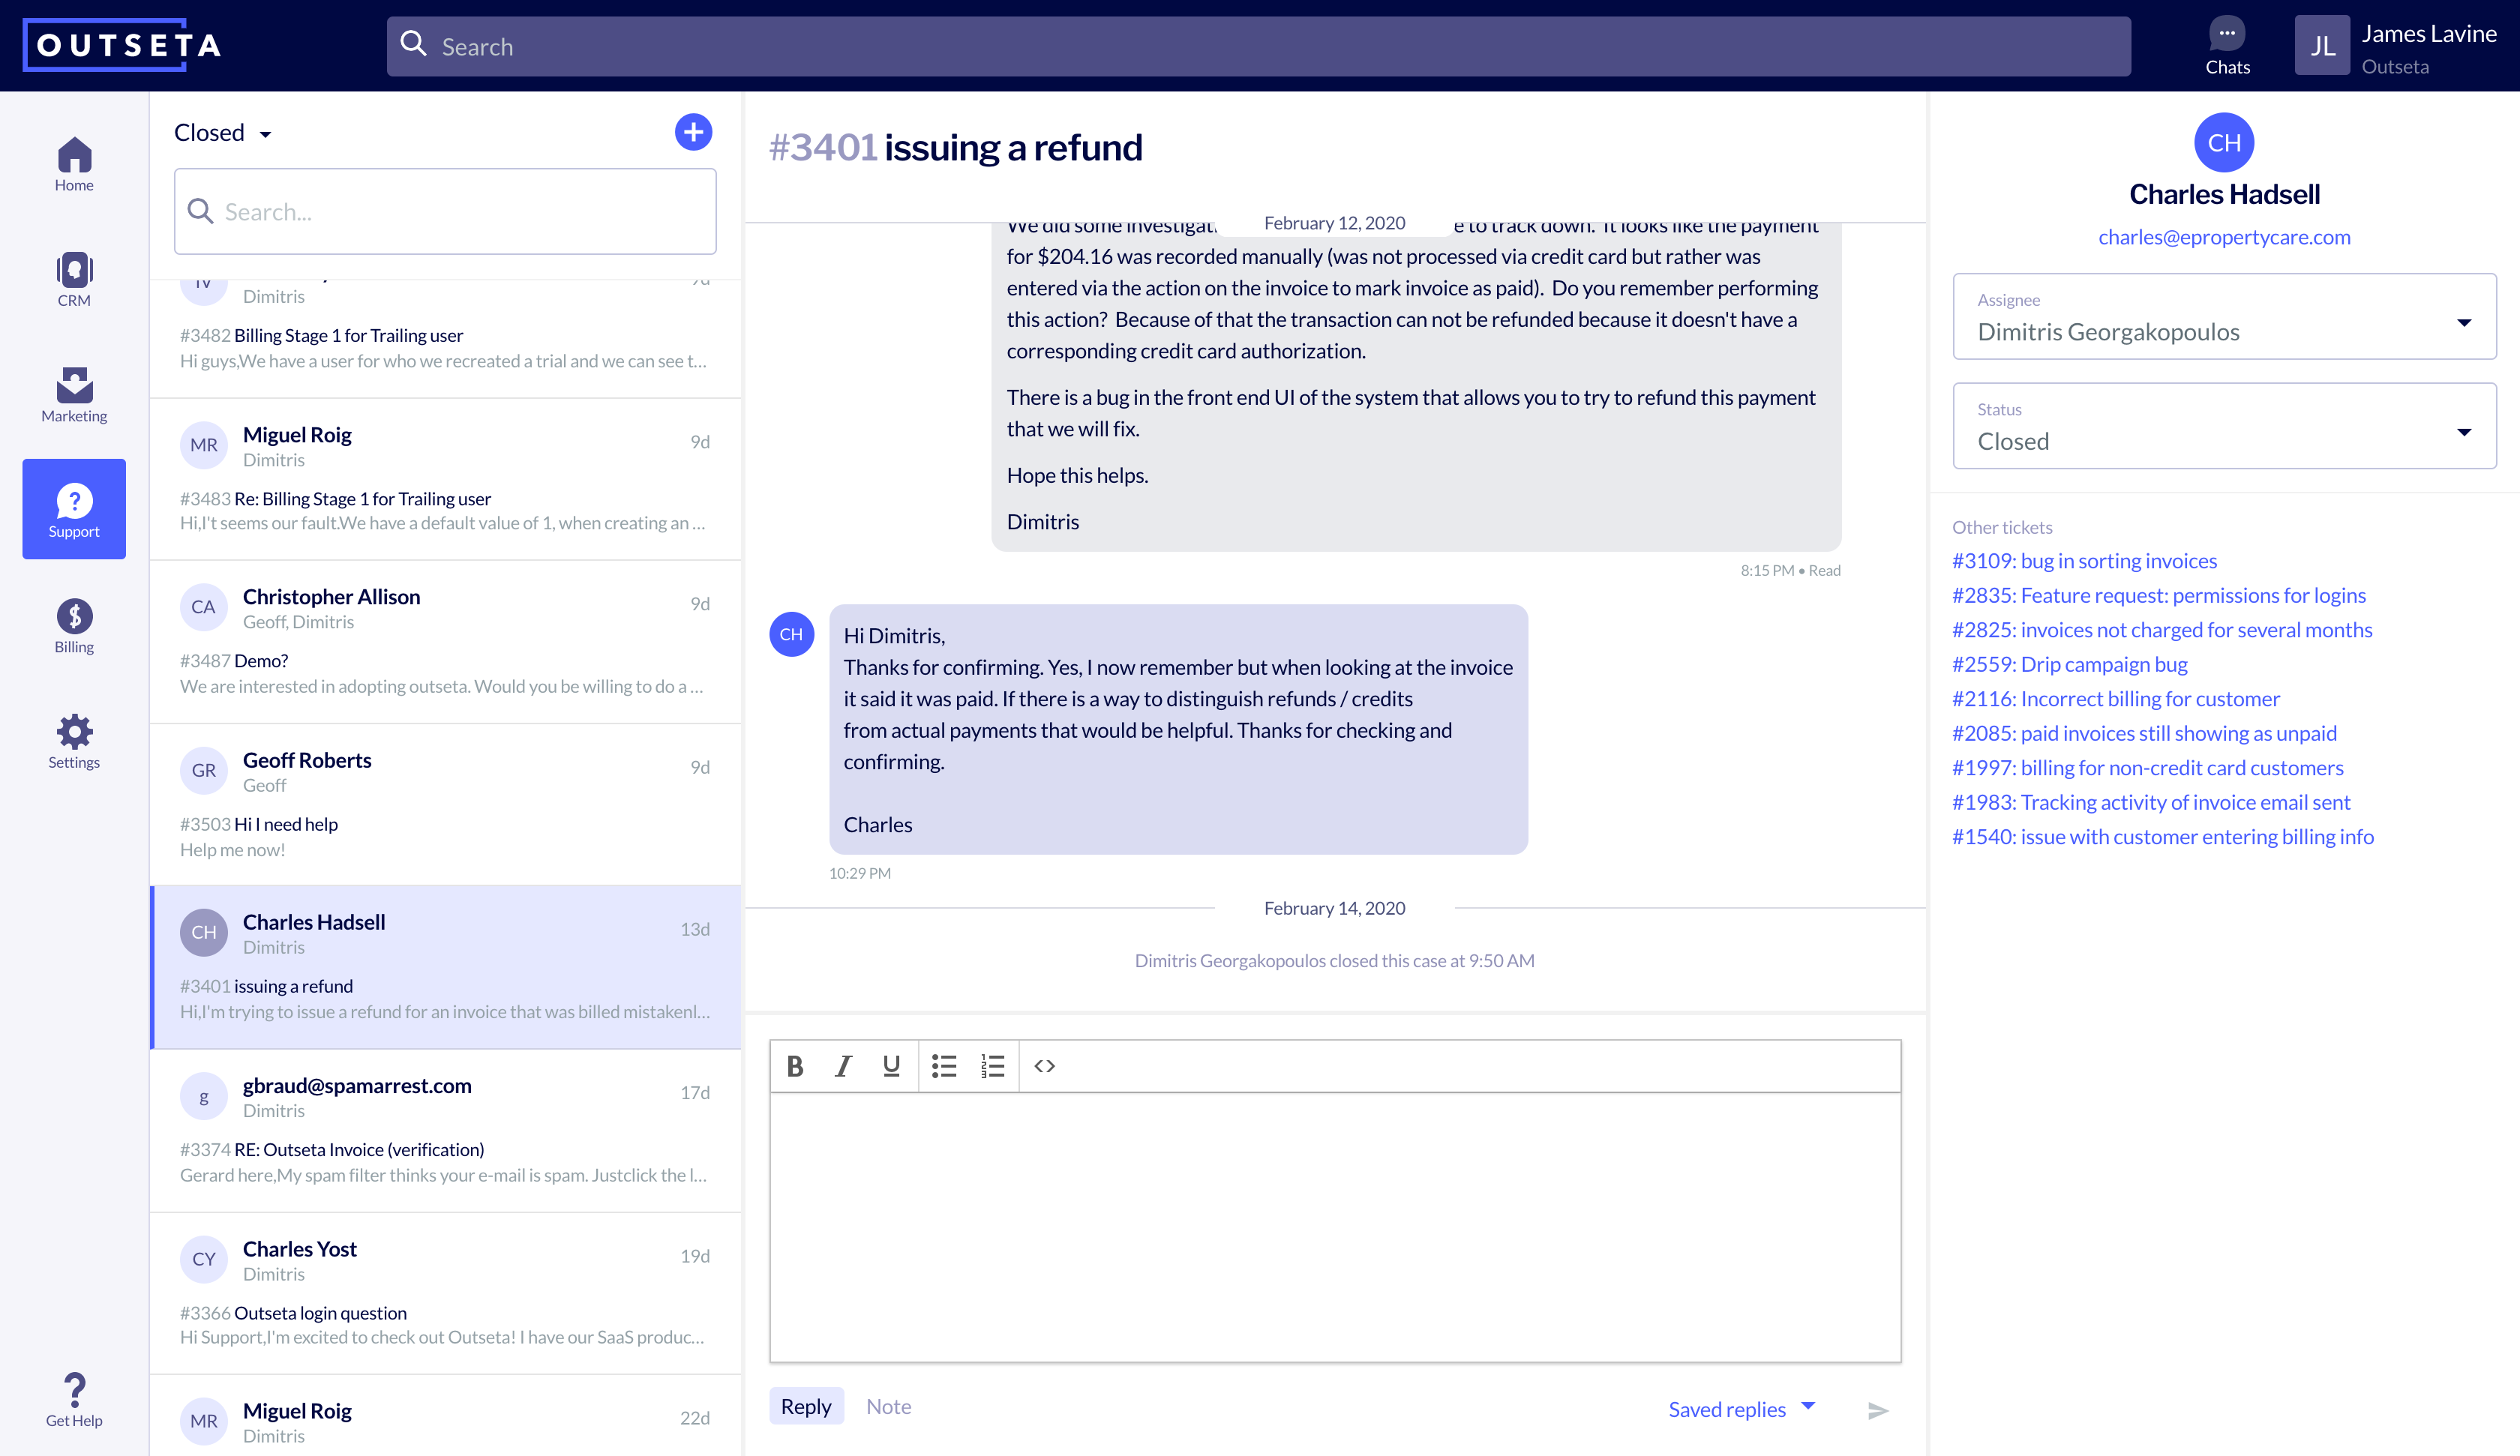 OUTSETA
Search
Chats
JL
James Lavine
Outseta
Home
CRM
Marketing
Support
Billing
Settings
Get Help
Closed
Search...
Dimitris
#3482 Billing Stage 1 for Trailing user
Hi guys,We have a user for who we recreated a trial and we can see t...
MR
Miguel Roig
9d
Dimitris
#3483 Re: Billing Stage 1 for Trailing user
Hi,I't seems our fault.We have a default value of 1, when creating an ...
CA
Christopher Allison
9d
Geoff, Dimitris
#3487 Demo?
We are interested in adopting outseta. Would you be willing to do a ...
GR
Geoff Roberts
9d
Geoff
#3503 Hi I need help
Help me now!
CH
Charles Hadsell
13d
Dimitris
#3401 issuing a refund
Hi,I'm trying to issue a refund for an invoice that was billed mistakenl...
g
gbraud@spamarrest.com
17d
Dimitris
#3374 RE: Outseta Invoice (verification)
Gerard here,My spam filter thinks your e-mail is spam. Justclick the l...
CY
Charles Yost
19d
Dimitris
#3366 Outseta login question
Hi Support,I'm excited to check out Outseta! I have our SaaS produc...
MR
Miguel Roig
22d
Dimitris
#3401 issuing a refund
February 12, 2020
We did some to track down. It looks like the payment
for $204.16 was recorded manually (was not processed via credit card but rather was
entered via the action on the invoice to mark invoice as paid). Do you remember performing
this action? Because of that the transaction can not be refunded because it doesn't have a
corresponding credit card authorization.
There is a bug in the front end UI of the system that allows you to try to refund this payment
that we will fix.
Hope this helps.
Dimitris
8:15 PM • Read
CH
Hi Dimitris,
Thanks for confirming. Yes, I now remember but when looking at the invoice
it said it was paid. If there is a way to distinguish refunds / credits
from actual payments that would be helpful. Thanks for checking and
confirming.
Charles
10:29 PM
February 14, 2020
Dimitris Georgakopoulos closed this case at 9:50 AM
B I U <>
Reply
Note
Saved replies
CH
Charles Hadsell
charles@epropertycare.com
Assignee
Dimitris Georgakopoulos
Status
Closed
Other tickets
#3109: bug in sorting invoices
#2835: Feature request: permissions for logins
#2825: invoices not charged for several months
#2559: Drip campaign bug
#2116: Incorrect billing for customer
#2085: paid invoices still showing as unpaid
#1997: billing for non-credit card customers
#1983: Tracking activity of invoice email sent
#1540: issue with customer entering billing info